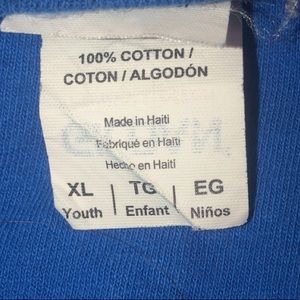 100% COTTON /
COTON / ALGODÓN
Made in Haiti
Fabriqué en Haiti
Hecho en Haiti
XL | TG | EG
Youth | Enfant | Niños